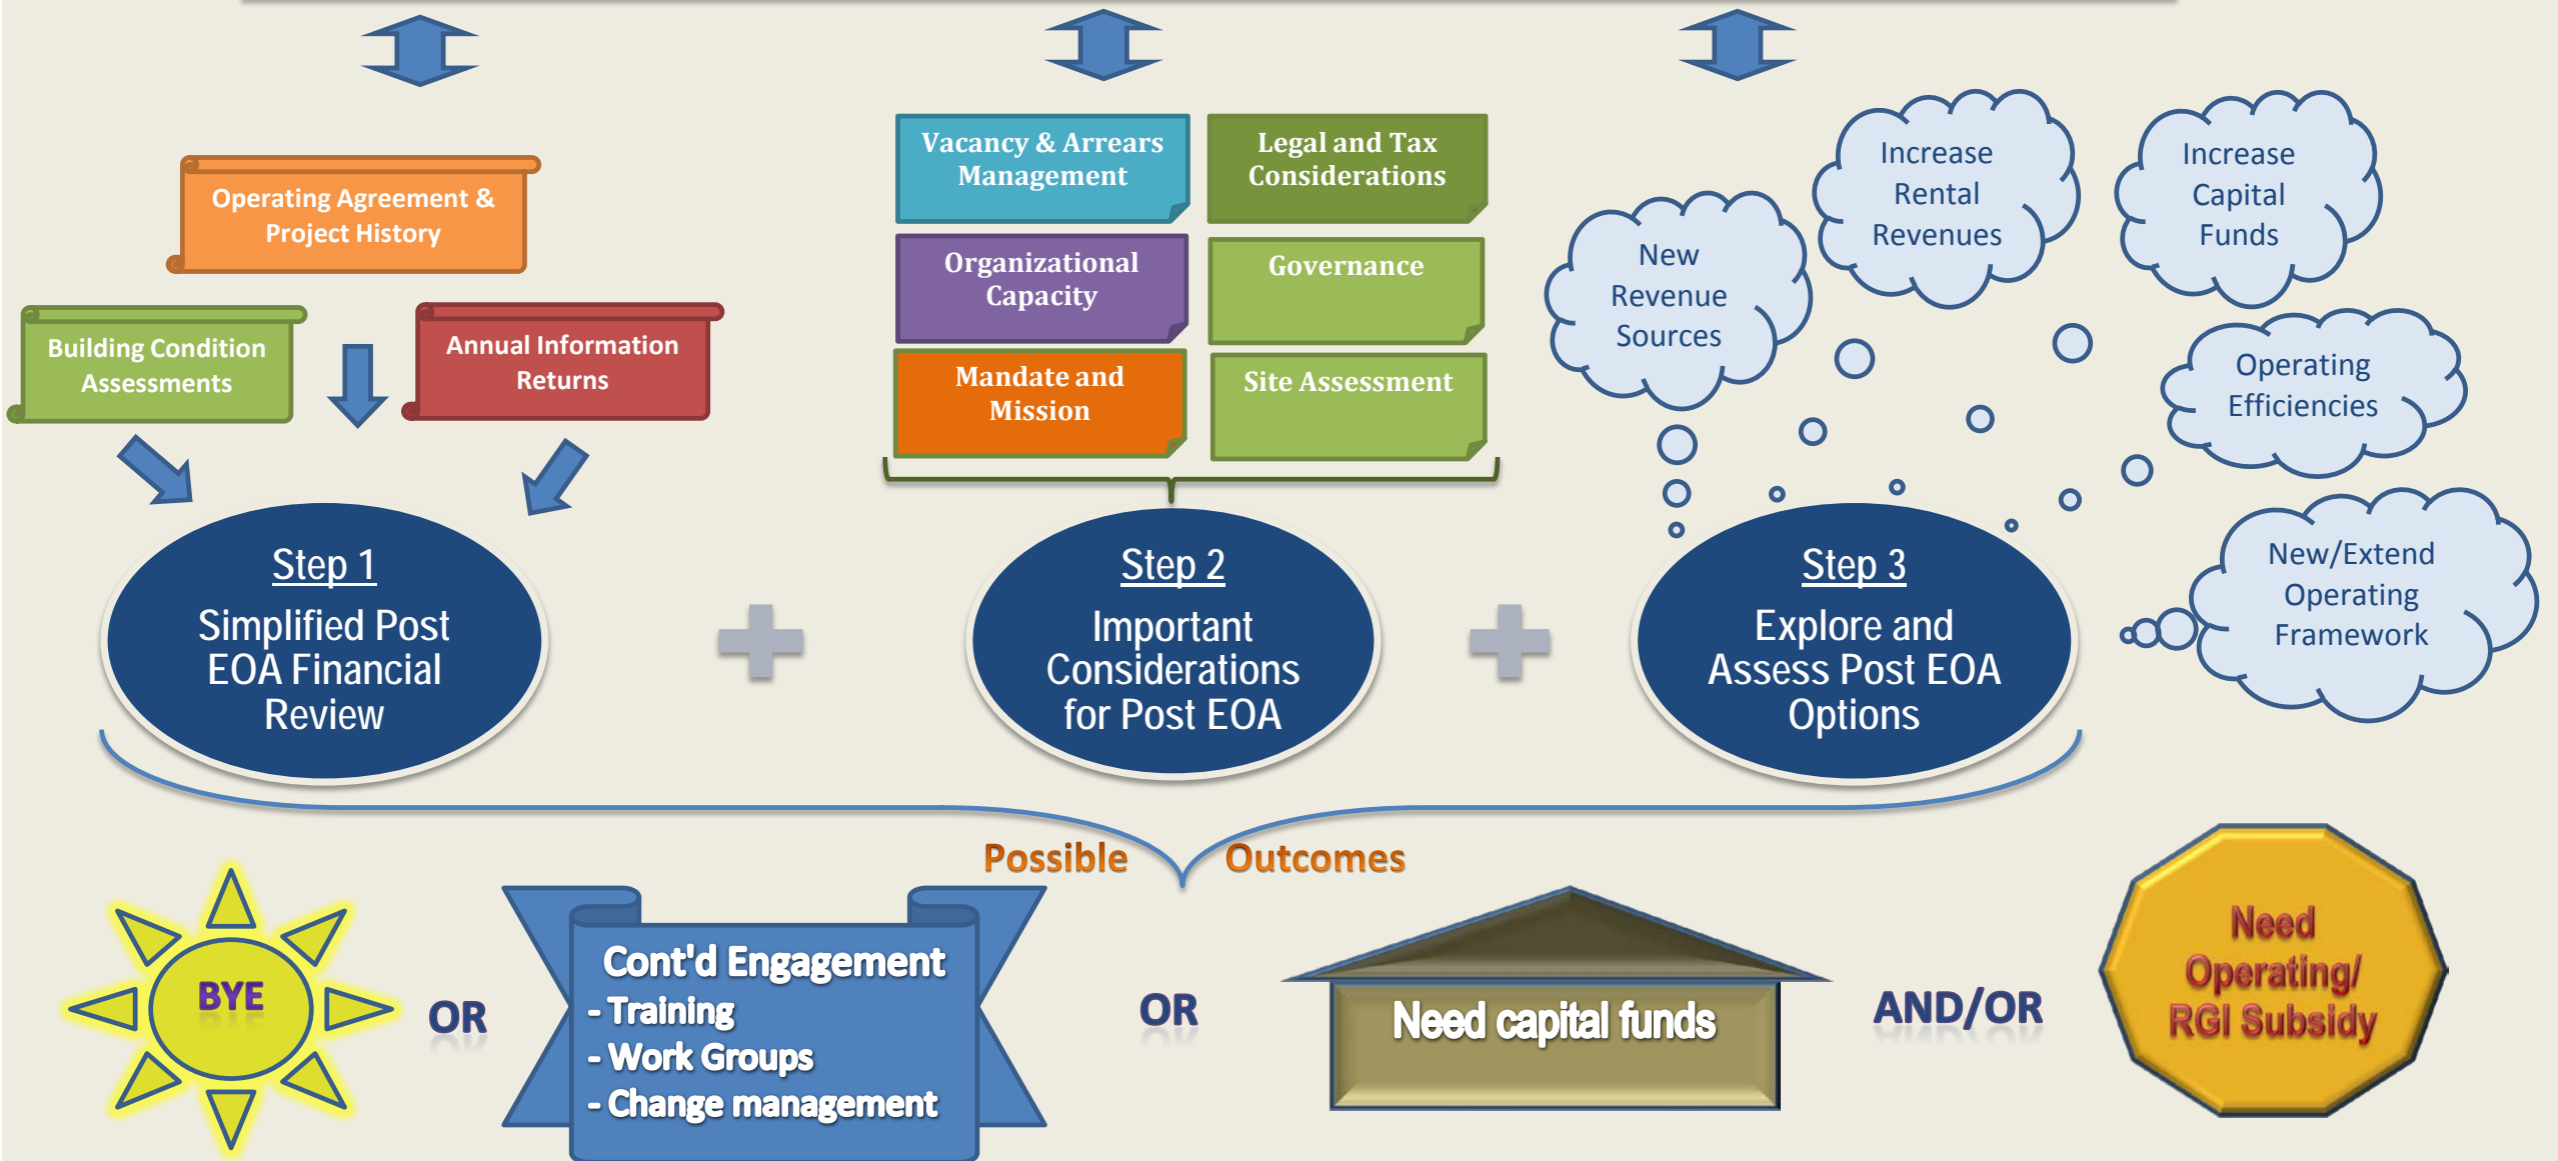 Operating Agreement &
Project History
Building Condition
Assessments
Annual Information
Returns
Vacancy & Arrears
Management
Legal and Tax
Considerations
Organizational
Capacity
Governance
Mandate and
Mission
Site Assessment
New
Revenue
Sources
Increase
Rental
Revenues
Increase
Capital
Funds
Operating
Efficiencies
New/Extend
Operating
Framework
Step 1
Simplified Post
EOA Financial
Review
Step 2
Important
Considerations
for Post EOA
Step 3
Explore and
Assess Post EOA
Options
Possible Outcomes
BYE
OR
Cont'd Engagement
- Training
- Work Groups
- Change management
OR
Need capital funds
AND/OR
Need
Operating/
RGI Subsidy